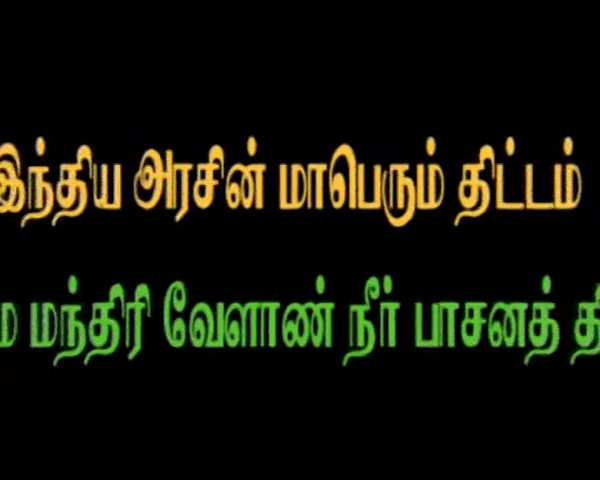 இந்திய அரசின் மாபெரும் திட்டம்
மந்திரி வேளாண் நீர் பாசனத்